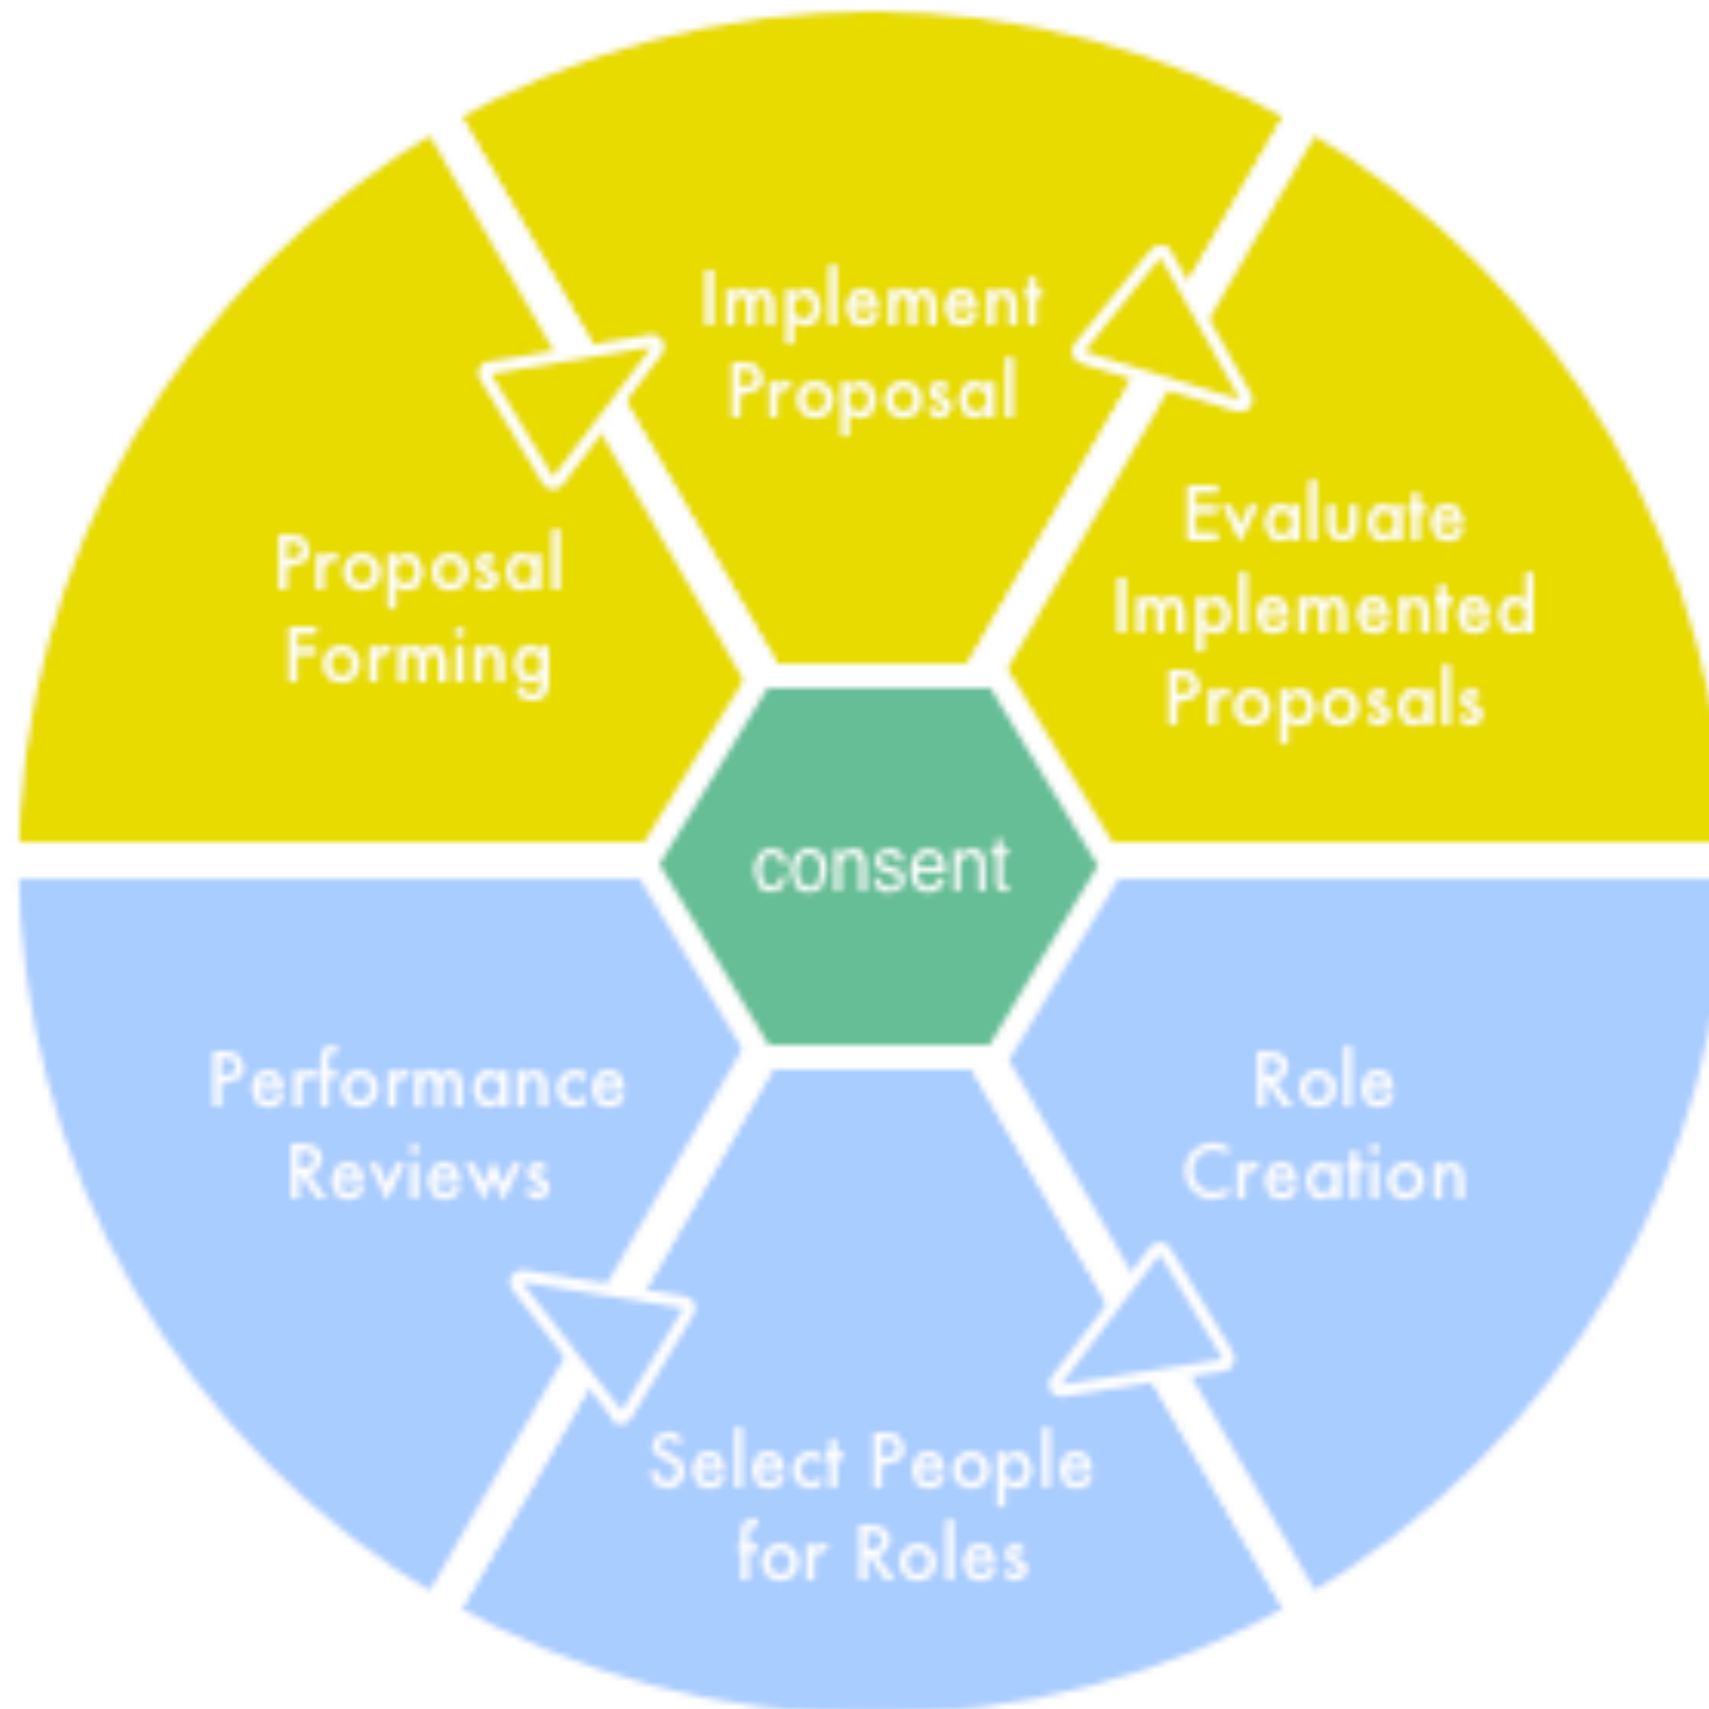 Implement
Proposal
Evaluate
Implemented
Proposals
Proposal
Forming
consent
Performance
Reviews
Role
Creation
Select People
for Roles